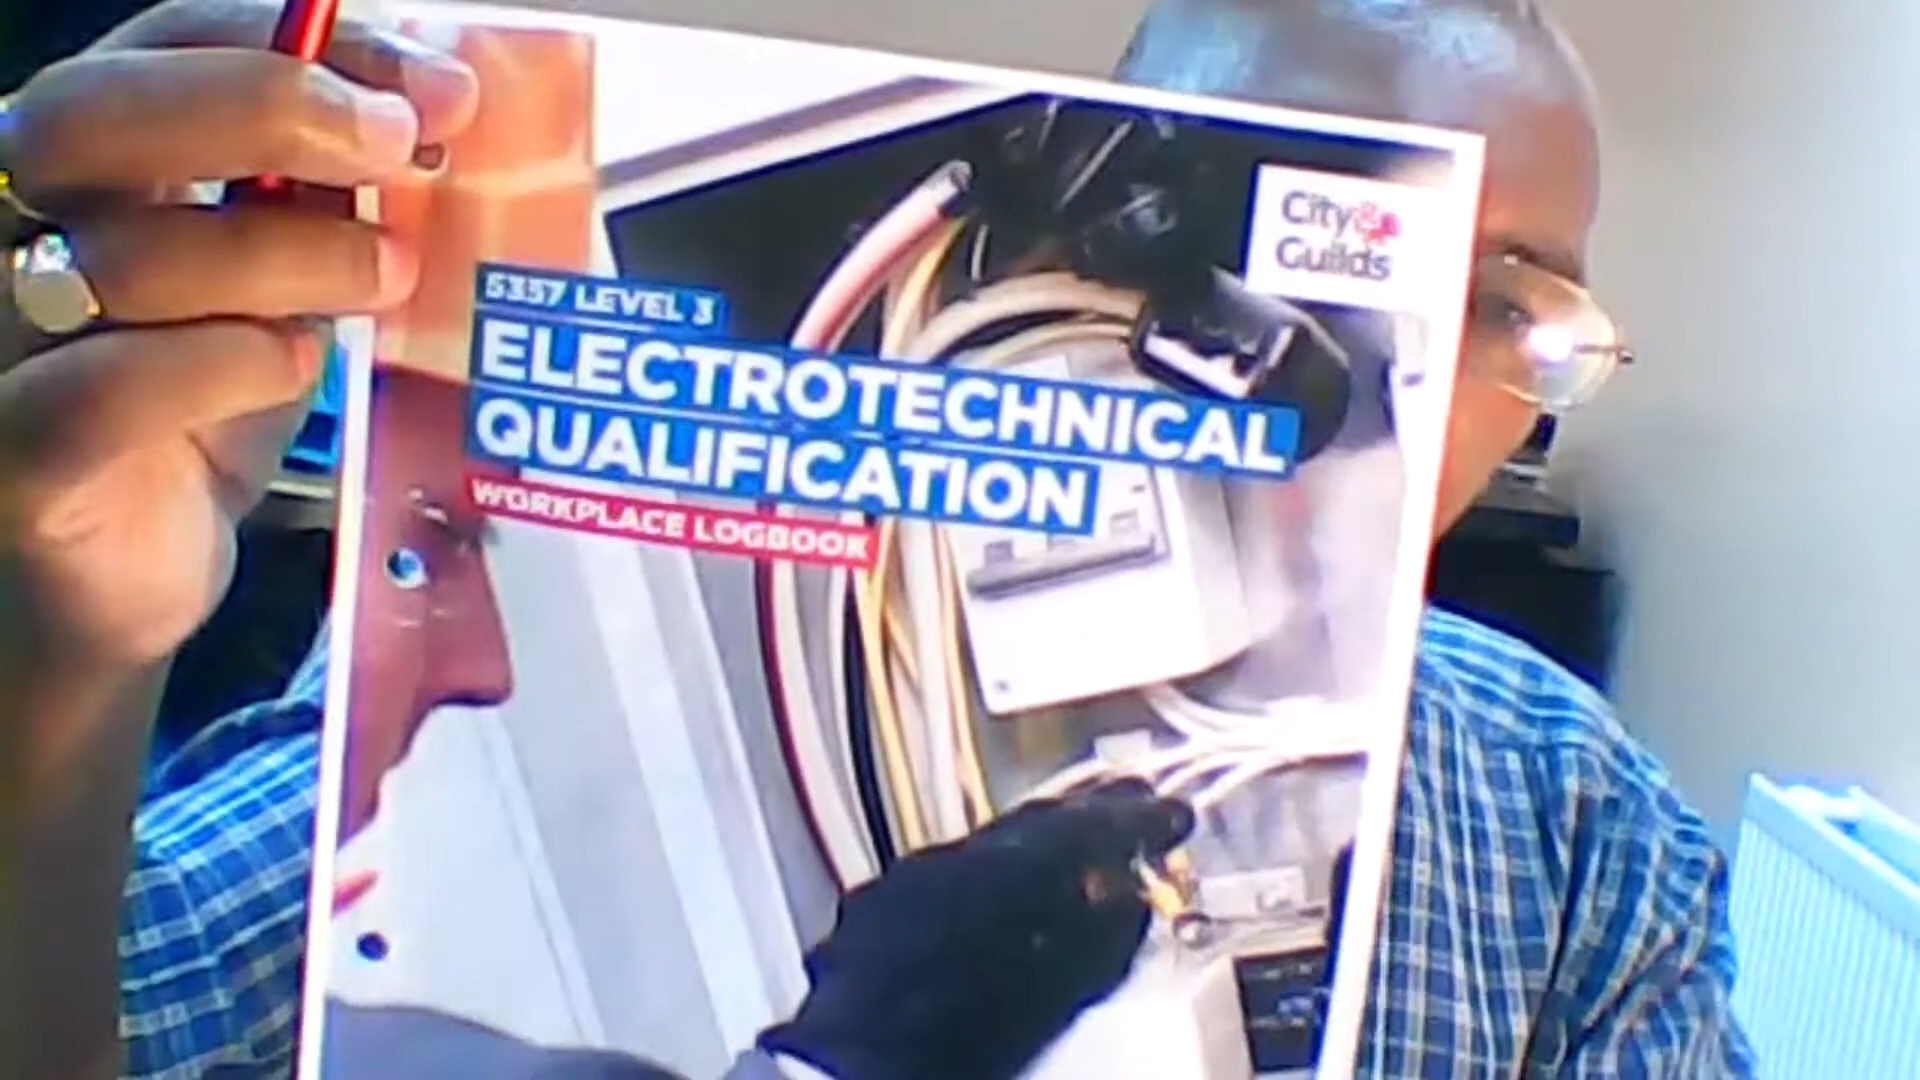 City&
Guilds
5357 LEVEL 3
ELECTROTECHNICAL
QUALIFICATION
WORKPLACE LOGBOOK